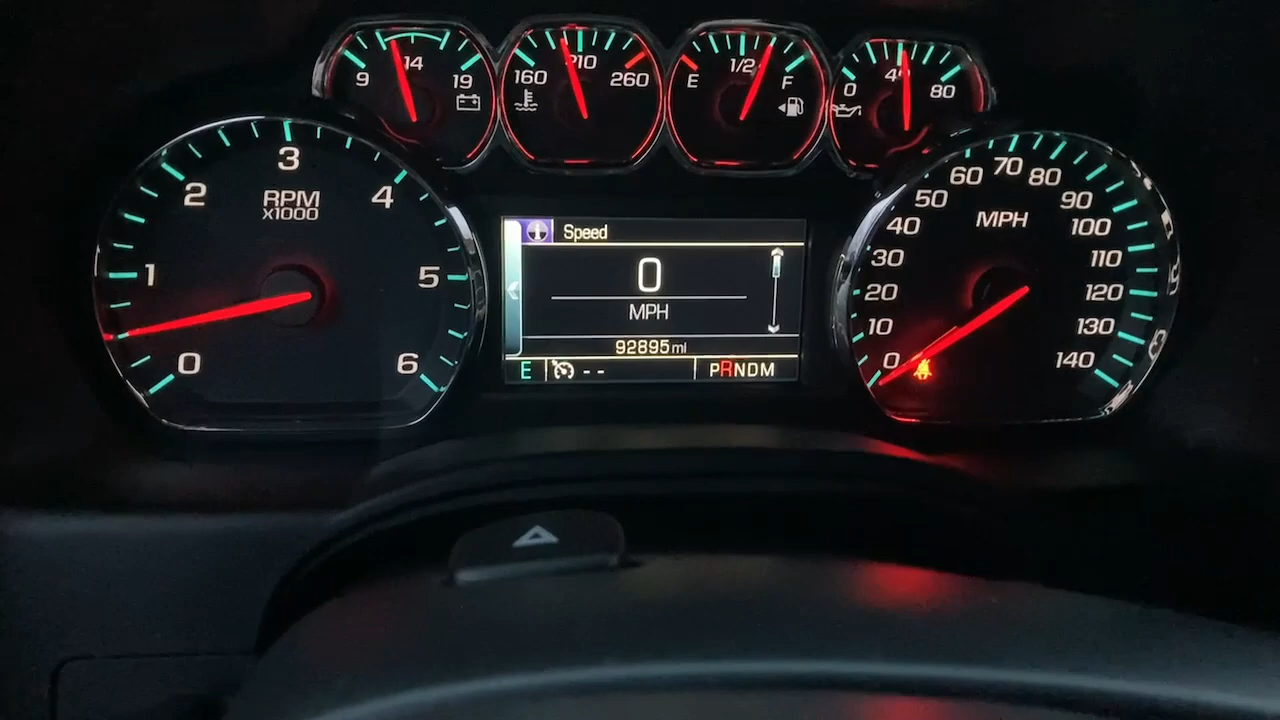 9 14 19
160 210 260
E 1/2 F
0 40 80
0 1 2 3 4 5 6
RPM
x1000
Speed
0
MPH
92895 mi
E -- PRNDM
0 10 20 30 40 50 60 70 80 90 100 110 120 130 140
MPH